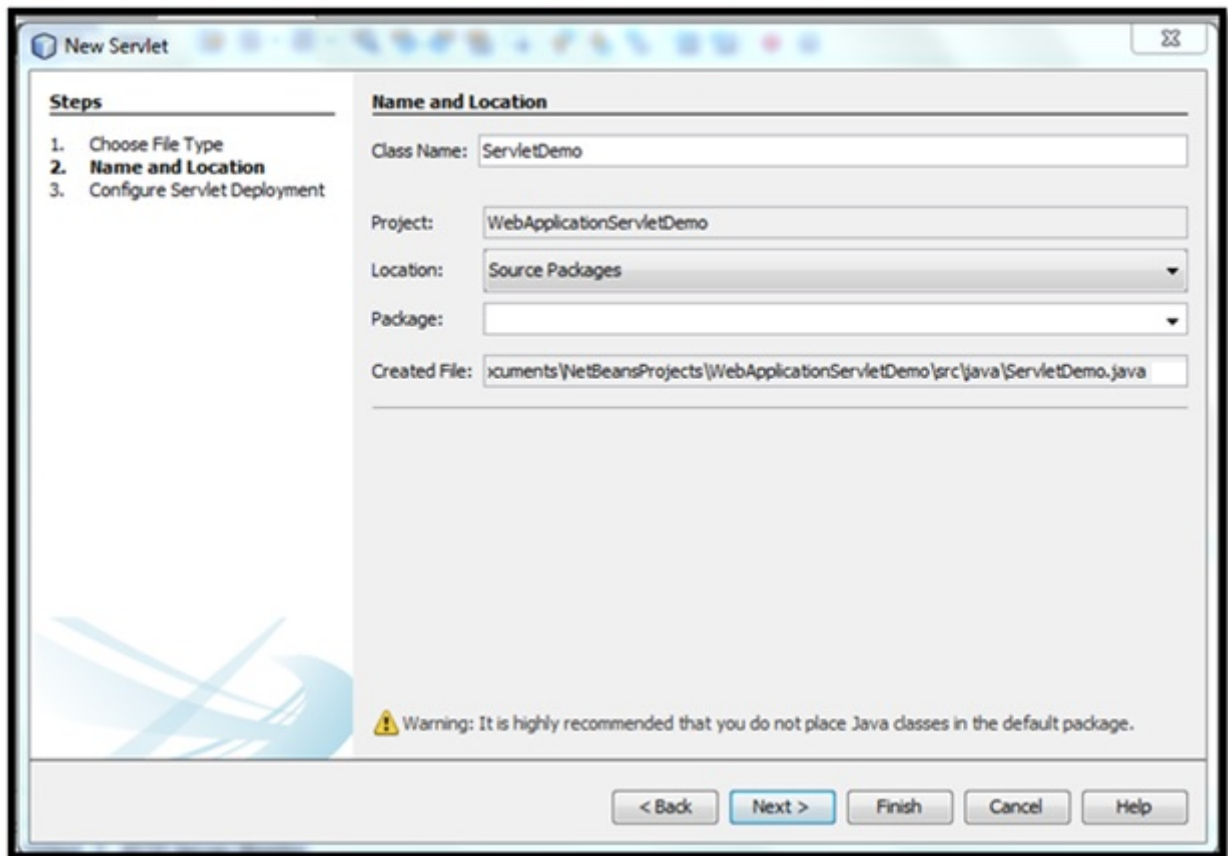 New Servlet
Steps
1. Choose File Type
2. Name and Location
3. Configure Servlet Deployment
Name and Location
Class Name: ServletDemo
Project: WebApplicationServletDemo
Location: Source Packages
Package:
Created File: ocuments\NetBeansProjects\WebApplicationServletDemo\src\java\ServletDemo.java
Warning: It is highly recommended that you do not place Java classes in the default package.
< Back Next > Finish Cancel Help